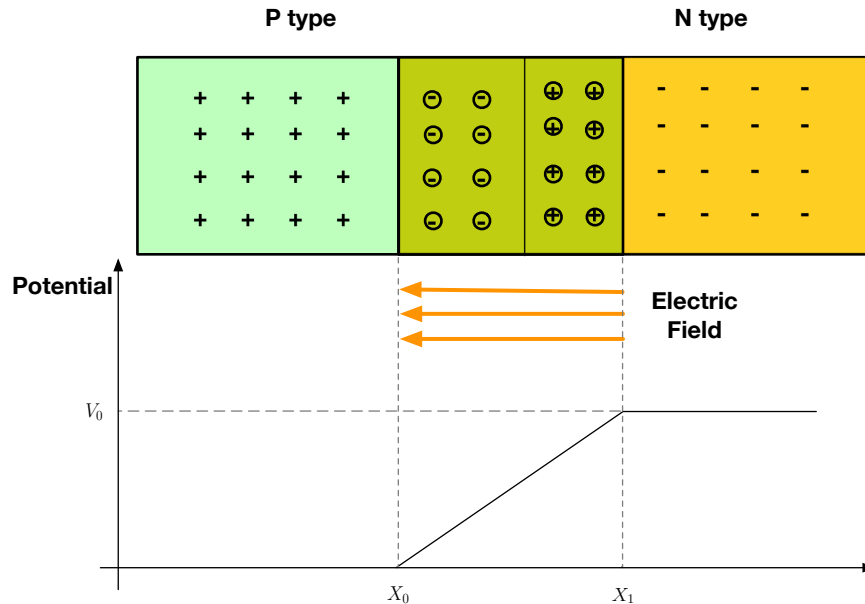 P type
N type
+ + + +
- - - -
+ + + +
- - - -
+ + + +
- - - -
+ + + +
- - - -
- - + +
- - + +
- - + +
- - + +
Potential
Electric
Field
V₀
X₀
X₁